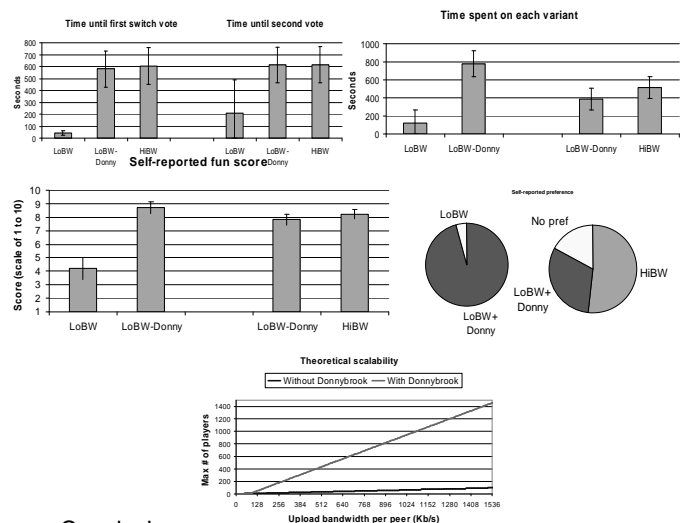 Time until first switch vote
Time until second vote
800
700
600
500
400
300
200
100
0
Seconds
LoBW
LoBW-
Donny
HiBW
LoBW
LoBW-
Donny
HiBW
Time spent on each variant
1000
800
600
400
200
0
Seconds
LoBW
LoBW-Donny
LoBW-Donny
HiBW
Self-reported fun score
10
9
8
7
6
5
4
3
2
1
Score (scale of 1 to 10)
LoBW
LoBW-Donny
LoBW-Donny
HiBW
Self-reported preference
LoBW
LoBW+
Donny
No pref
LoBW+
Donny
HiBW
Theoretical scalability
Without Donnybrook
With Donnybrook
1400
1200
1000
800
600
400
200
0
Max # of players
0 128 256 384 512 640 768 896 1024 1152 1280 1408 1536
Upload bandwidth per peer (Kb/s)